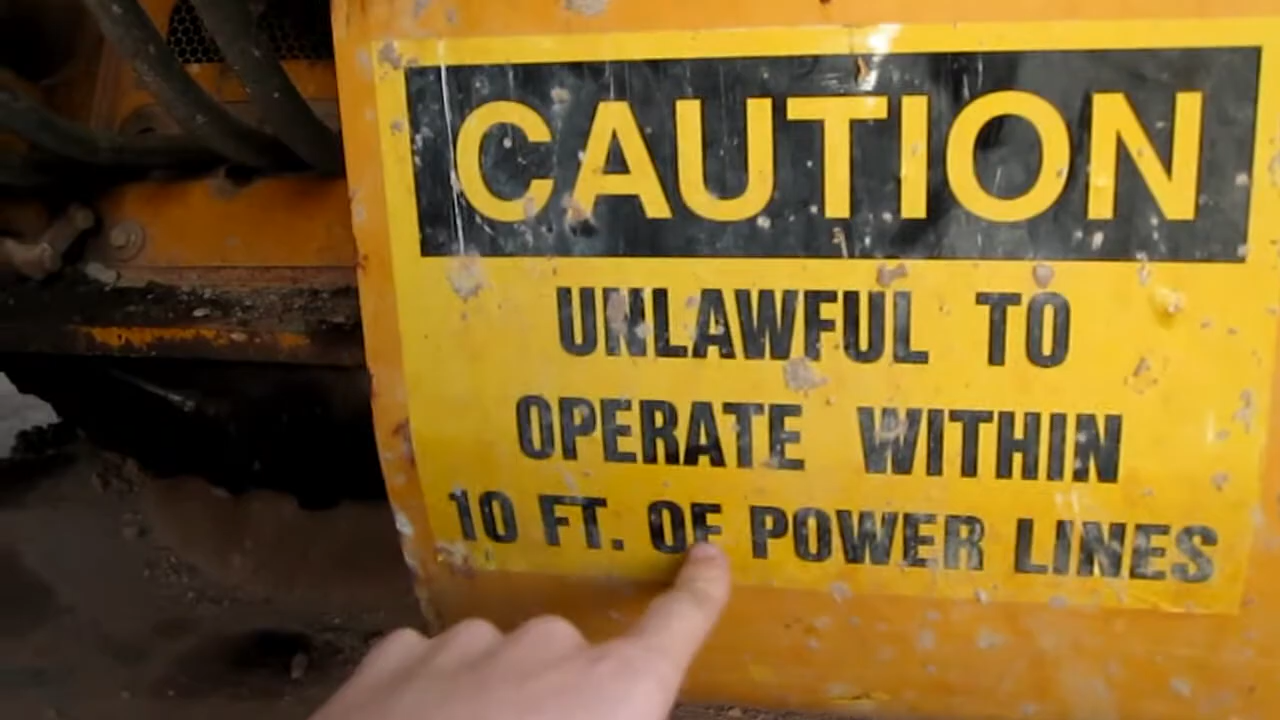 CAUTION
UNLAWFUL TO
OPERATE WITHIN
10 FT. OF POWER LINES